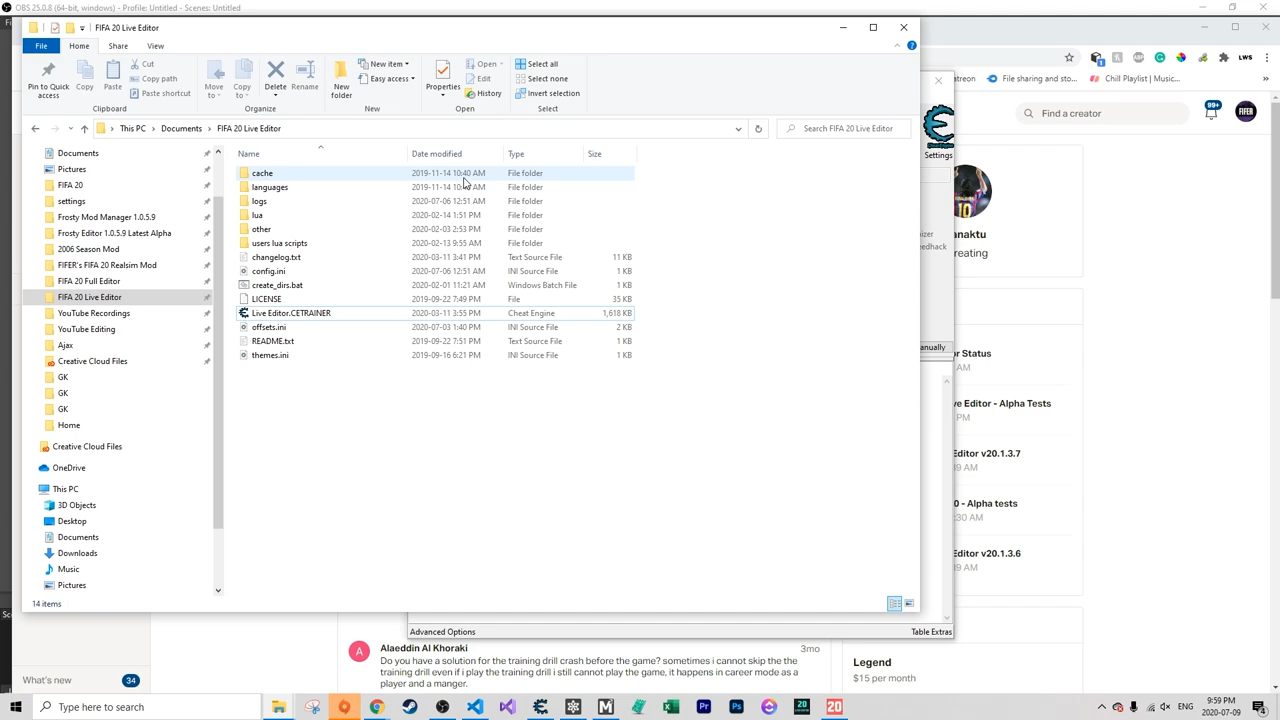 OBS 25.0.8 (64-bit, windows) - Profile: Untitled - Scenes: Untitled
FIFA 20 Live Editor
File Home Share View
Pin to Quick access
Copy
Paste
Cut
Copy path
Paste shortcut
Clipboard
Move to
Copy to
Delete
Rename
Organize
New folder
New item
Easy access
New
Properties
Open
Edit
History
Open
Select all
Select none
Invert selection
Select
This PC Documents FIFA 20 Live Editor
Search FIFA 20 Live Editor
Documents
Pictures
FIFA 20
settings
Frosty Mod Manager 1.0.5.9
Frosty Editor 1.0.5.9 Latest Alpha
2006 Season Mod
FIFER's FIFA 20 Realsim Mod
FIFA 20 Full Editor
FIFA 20 Live Editor
YouTube Recordings
YouTube Editing
Ajax
Creative Cloud Files
GK
GK
GK
Home
Creative Cloud Files
OneDrive
This PC
3D Objects
Desktop
Documents
Downloads
Music
Pictures
Name Date modified Type Size
cache 2019-11-14 10:40 AM File folder
languages 2019-11-14 AM File folder
logs 2020-07-06 12:51 AM File folder
lua 2020-02-14 1:51 PM File folder
other 2020-02-03 2:53 PM File folder
users lua scripts 2020-02-13 9:55 AM File folder
changelog.txt 2020-03-11 3:41 PM Text Source File 11 KB
config.ini 2020-07-06 12:51 AM INI Source File 1 KB
create_dirs.bat 2020-02-01 11:21 AM Windows Batch File 1 KB
LICENSE 2019-09-22 7:49 PM File 35 KB
Live Editor.CETRAINER 2020-03-11 3:55 PM Cheat Engine 1,618 KB
offsets.ini 2020-07-03 1:40 PM INI Source File 2 KB
README.txt 2019-09-22 7:51 PM Text Source File 1 KB
themes.ini 2019-09-16 6:21 PM INI Source File 1 KB
14 items
Advanced Options Table Extras
Settings
File sharing and sto...
Chill Playlist | Music...
LWS
Find a creator
99+
FIFER
anaktu
eating
izer
eedback
anually
or Status
AM
ve Editor - Alpha Tests
PM
Editor v20.1.3.7
0 - Alpha tests
:30 AM
Editor v20.1.3.6
Legend
$15 per month
A
Alaeddin Al Khoraki 3mo
Do you have a solution for the training drill crash before the game? sometimes i cannot skip the the
training drill even if i play the training drill i still cannot play the game, it happens in career mode as a
player and a manger.
What's new 34
Type here to search
ENG
9:59 PM
2020-07-09
4